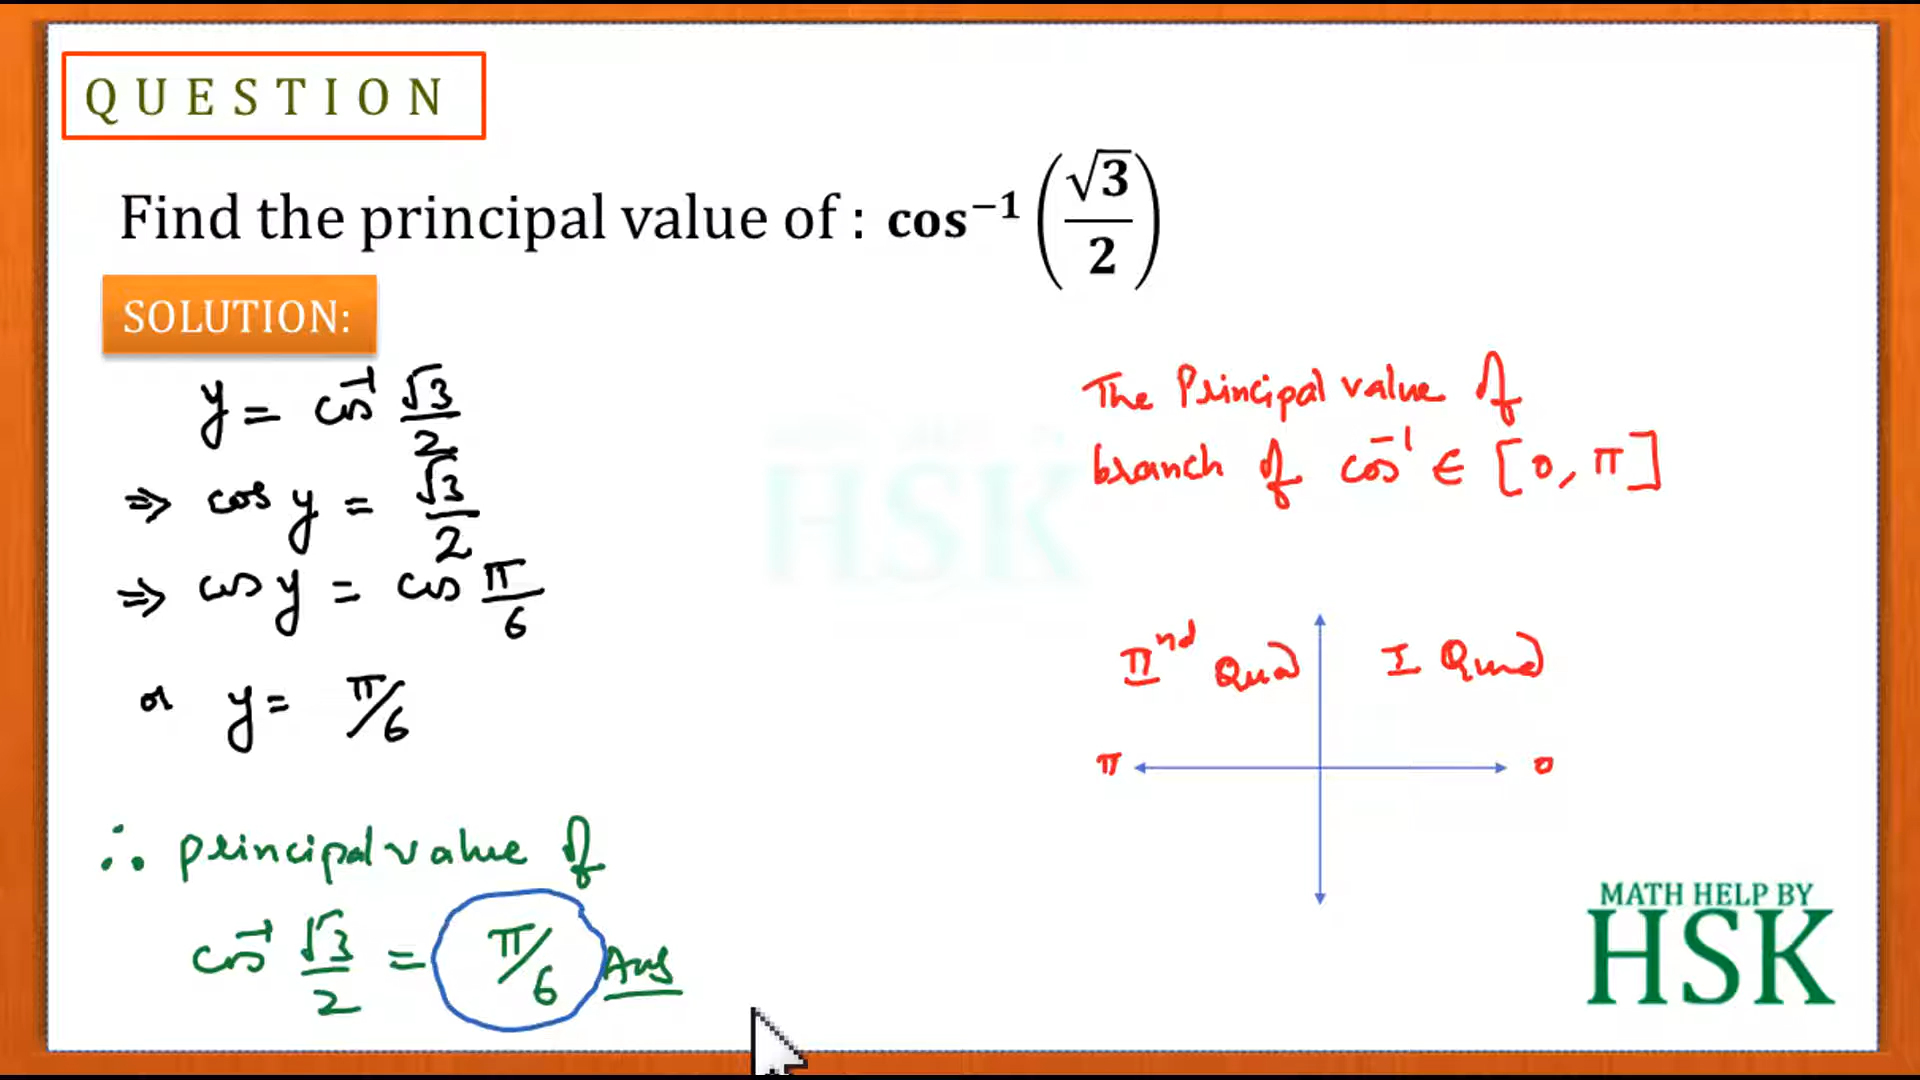 QUESTION
Find the principal value of : cos⁻¹(√3/2)
SOLUTION:
y = cos⁻¹ √3/2
⇒ cos y = √3/2
⇒ cos y = cos π/6
or y = π/6
∴ principal value of
cos⁻¹ √3/2 = π/6 Ans
The Principal value of
branch of cos⁻¹ ∈ [0, π]
IInd Quad I Quad
π 0
MATH HELP BY
HSK